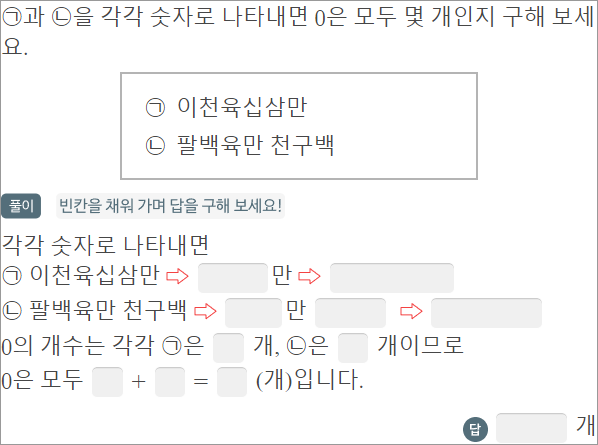 ㉠과 ㉡을 각각 숫자로 나타내면 0은 모두 몇 개인지 구해 보세
요.
㉠ 이천육십삼만
㉡ 팔백육만 천구백
풀이 빈칸을 채워 가며 답을 구해 보세요!
각각 숫자로 나타내면
㉠ 이천육십삼만 ⇨ 만 ⇨
㉡ 팔백육만 천구백 ⇨ 만 ⇨
0의 개수는 각각 ㉠은 개, ㉡은 개이므로
0은 모두 + = (개)입니다.
답 개